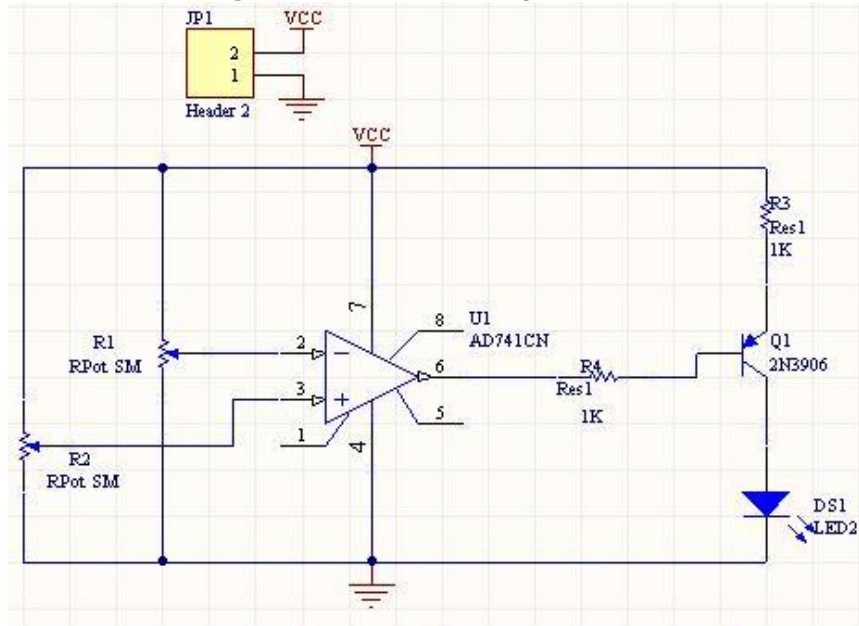 JP1
VCC
2
1
Header 2
VCC
R3
Res1
1K
7
8
U1
AD741CN
R1
RPot SM
2
6
Q1
2N3906
R4
Res1
1K
3
5
1
4
R2
RPot SM
DS1
LED2